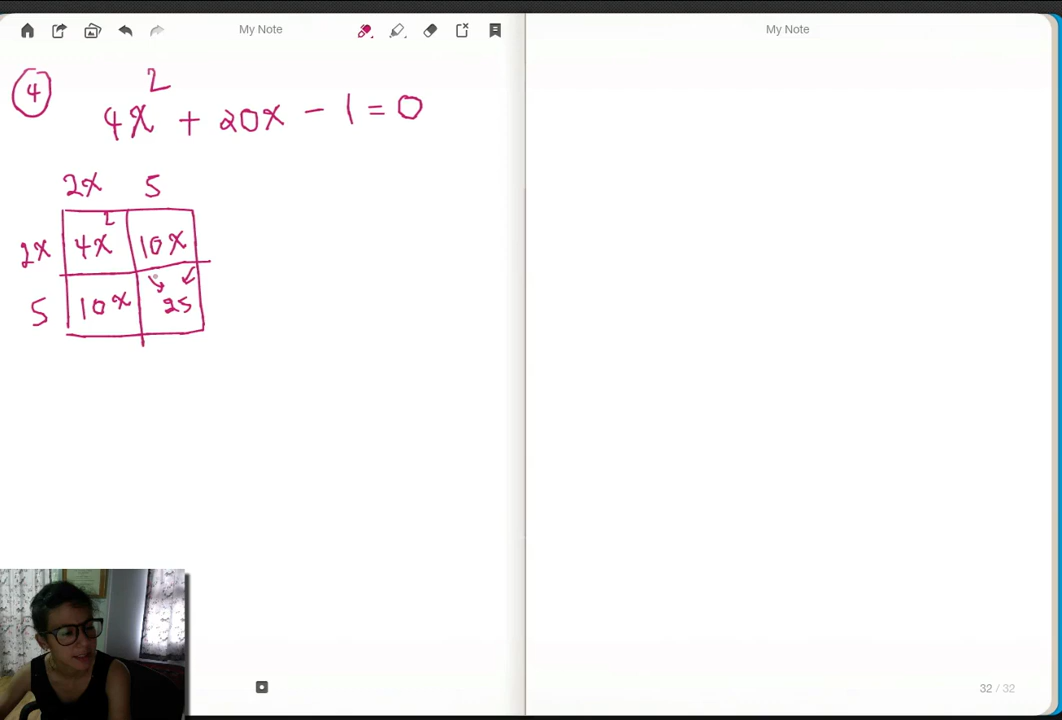 My Note
My Note
④
4x² + 20x - 1 = 0
2x 5
2x 4x² 10x
5 10x 25
32 / 32